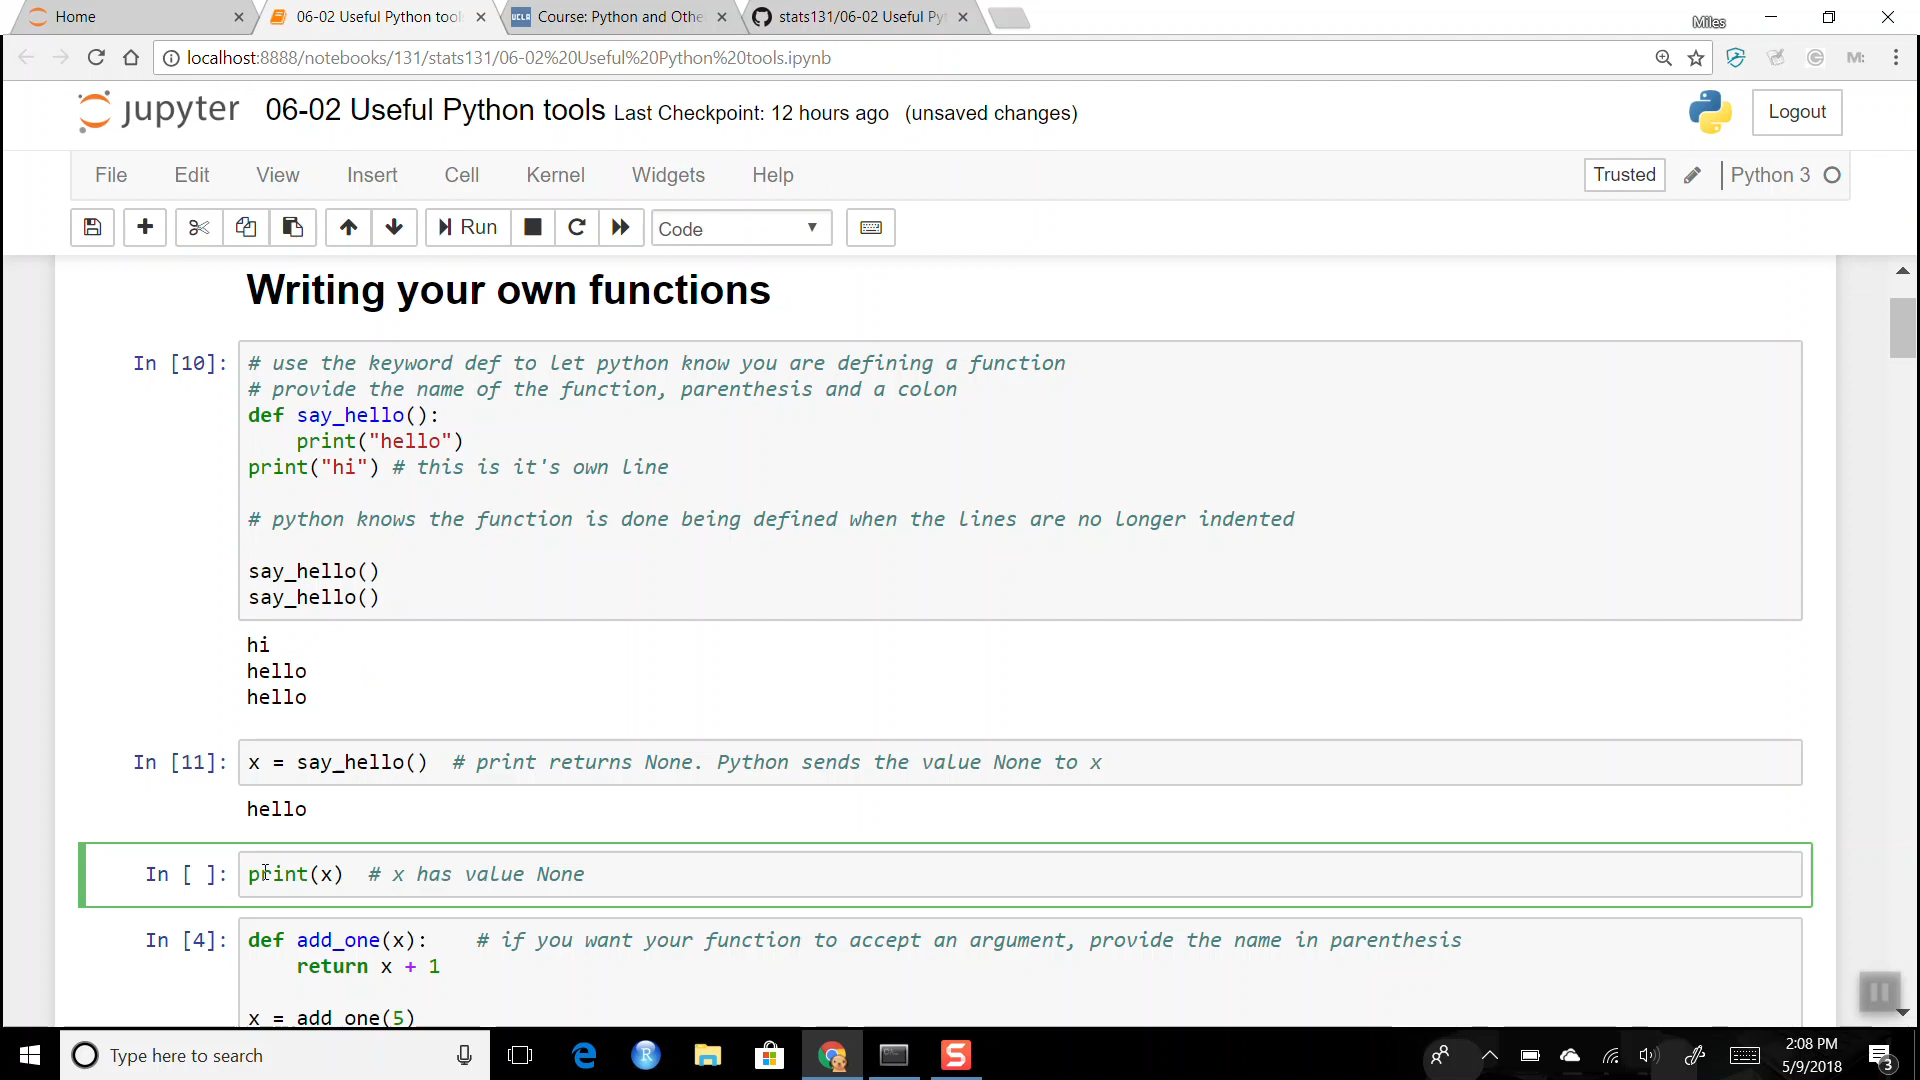 Home
06-02 Useful Python tool
UCLA
Course: Python and Othe
stats131/06-02 Useful Py
Miles
localhost:8888/notebooks/131/stats131/06-02%20Useful%20Python%20tools.ipynb
M:
jupyter
06-02 Useful Python tools Last Checkpoint: 12 hours ago (unsaved changes)
Logout
File
Edit
View
Insert
Cell
Kernel
Widgets
Help
Trusted
Python 3
Run
Code
Writing your own functions
In [10]:
# use the keyword def to let python know you are defining a function
# provide the name of the function, parenthesis and a colon
def say_hello():
    print("hello")
print("hi") # this is it's own line
# python knows the function is done being defined when the lines are no longer indented
say_hello()
say_hello()
hi
hello
hello
In [11]: x = say_hello()  # print returns None. Python sends the value None to x
hello
In [ ]: print(x)  # x has value None
In [4]: def add_one(x):    # if you want your function to accept an argument, provide the name in parenthesis
    return x + 1
x = add_one(5)
Type here to search
2:08 PM
5/9/2018
3